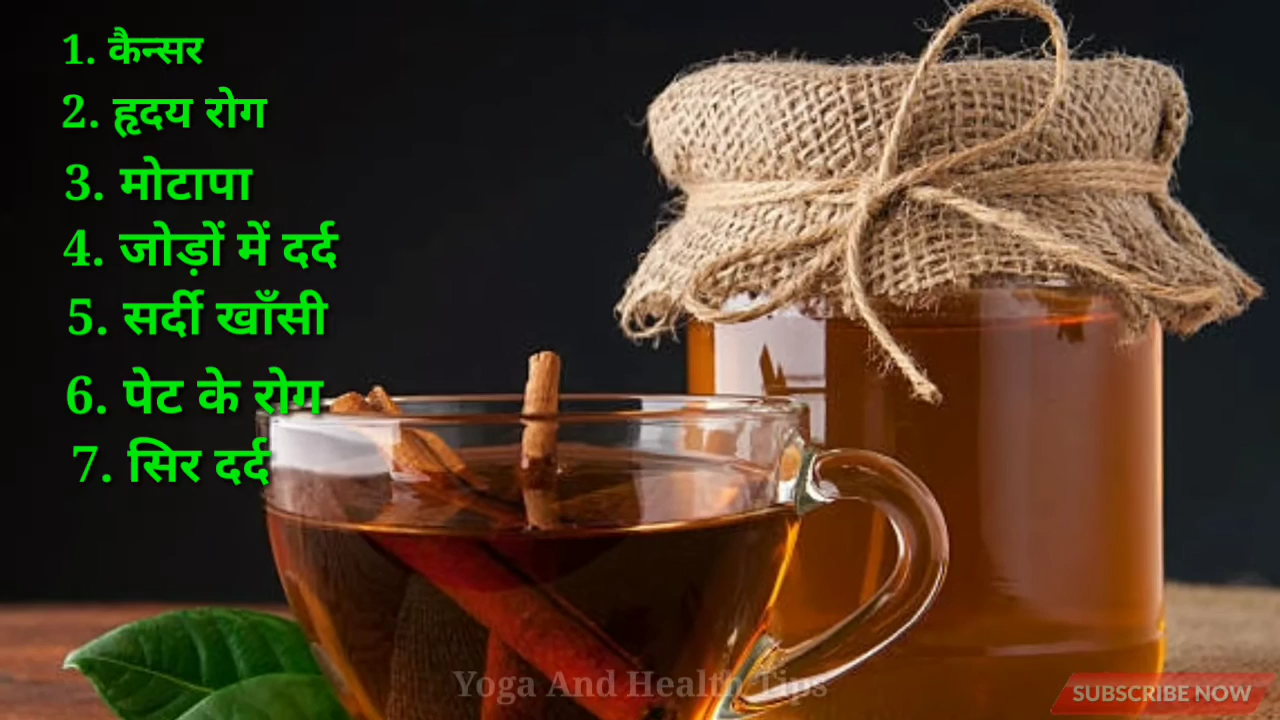 1. कैन्सर
2. हृदय रोग
3. मोटापा
4. जोड़ों में दर्द
5. सर्दी खाँसी
6. पेट के रोग
7. सिर दर्द
Yoga And Health Tips
SUBSCRIBE NOW